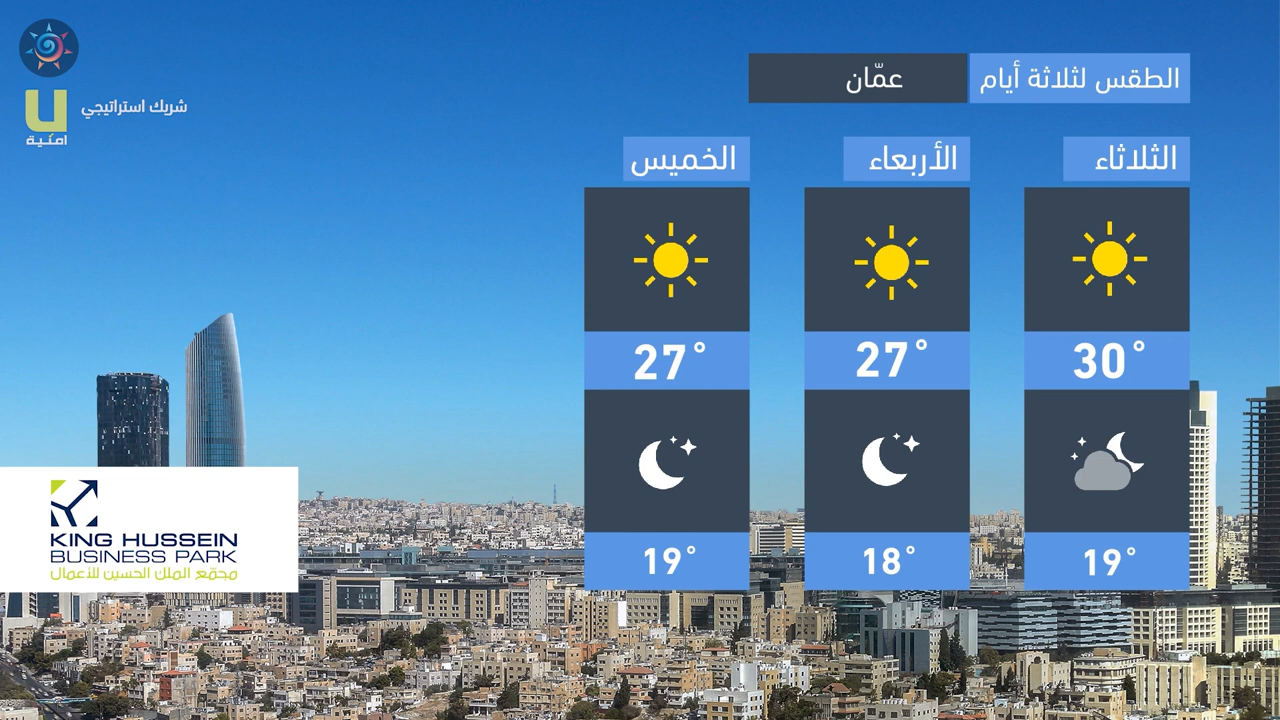 الطقس لثلاثة أيام
عمّان
شريك استراتيجي
امنية
الثلاثاء
الأربعاء
الخميس
30°
27°
27°
19°
18°
19°
KING HUSSEIN
BUSINESS PARK
مجمّع الملك الحسين للأعمال